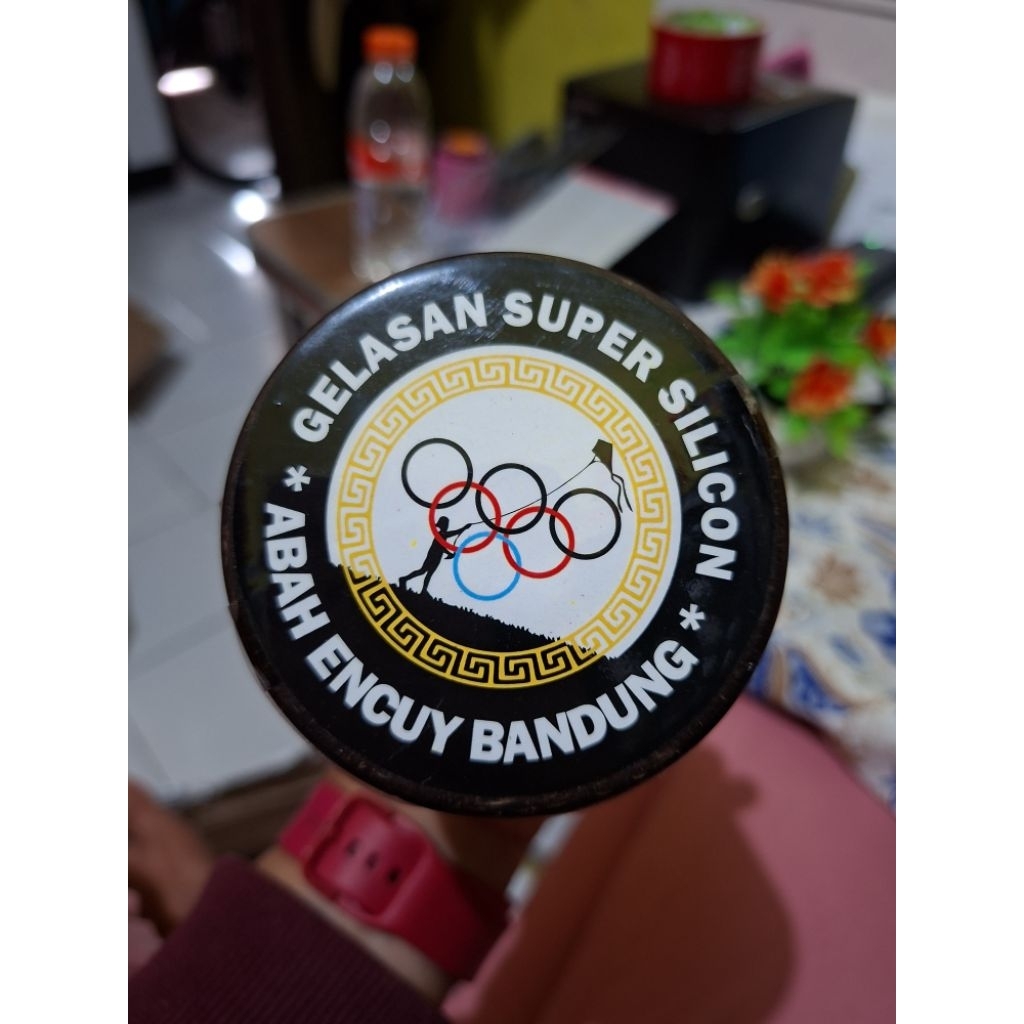 GELASAN SUPER SILICON
* ABAH ENCUY BANDUNG *